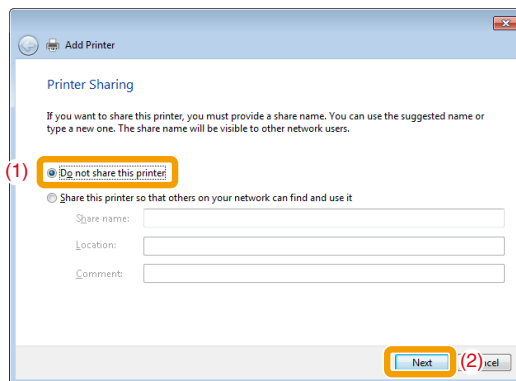 Add Printer
Printer Sharing
If you want to share this printer, you must provide a share name. You can use the suggested name or
type a new one. The share name will be visible to other network users.
(1)
Do not share this printer
Share this printer so that others on your network can find and use it
Share name:
Location:
Comment:
Next
(2)